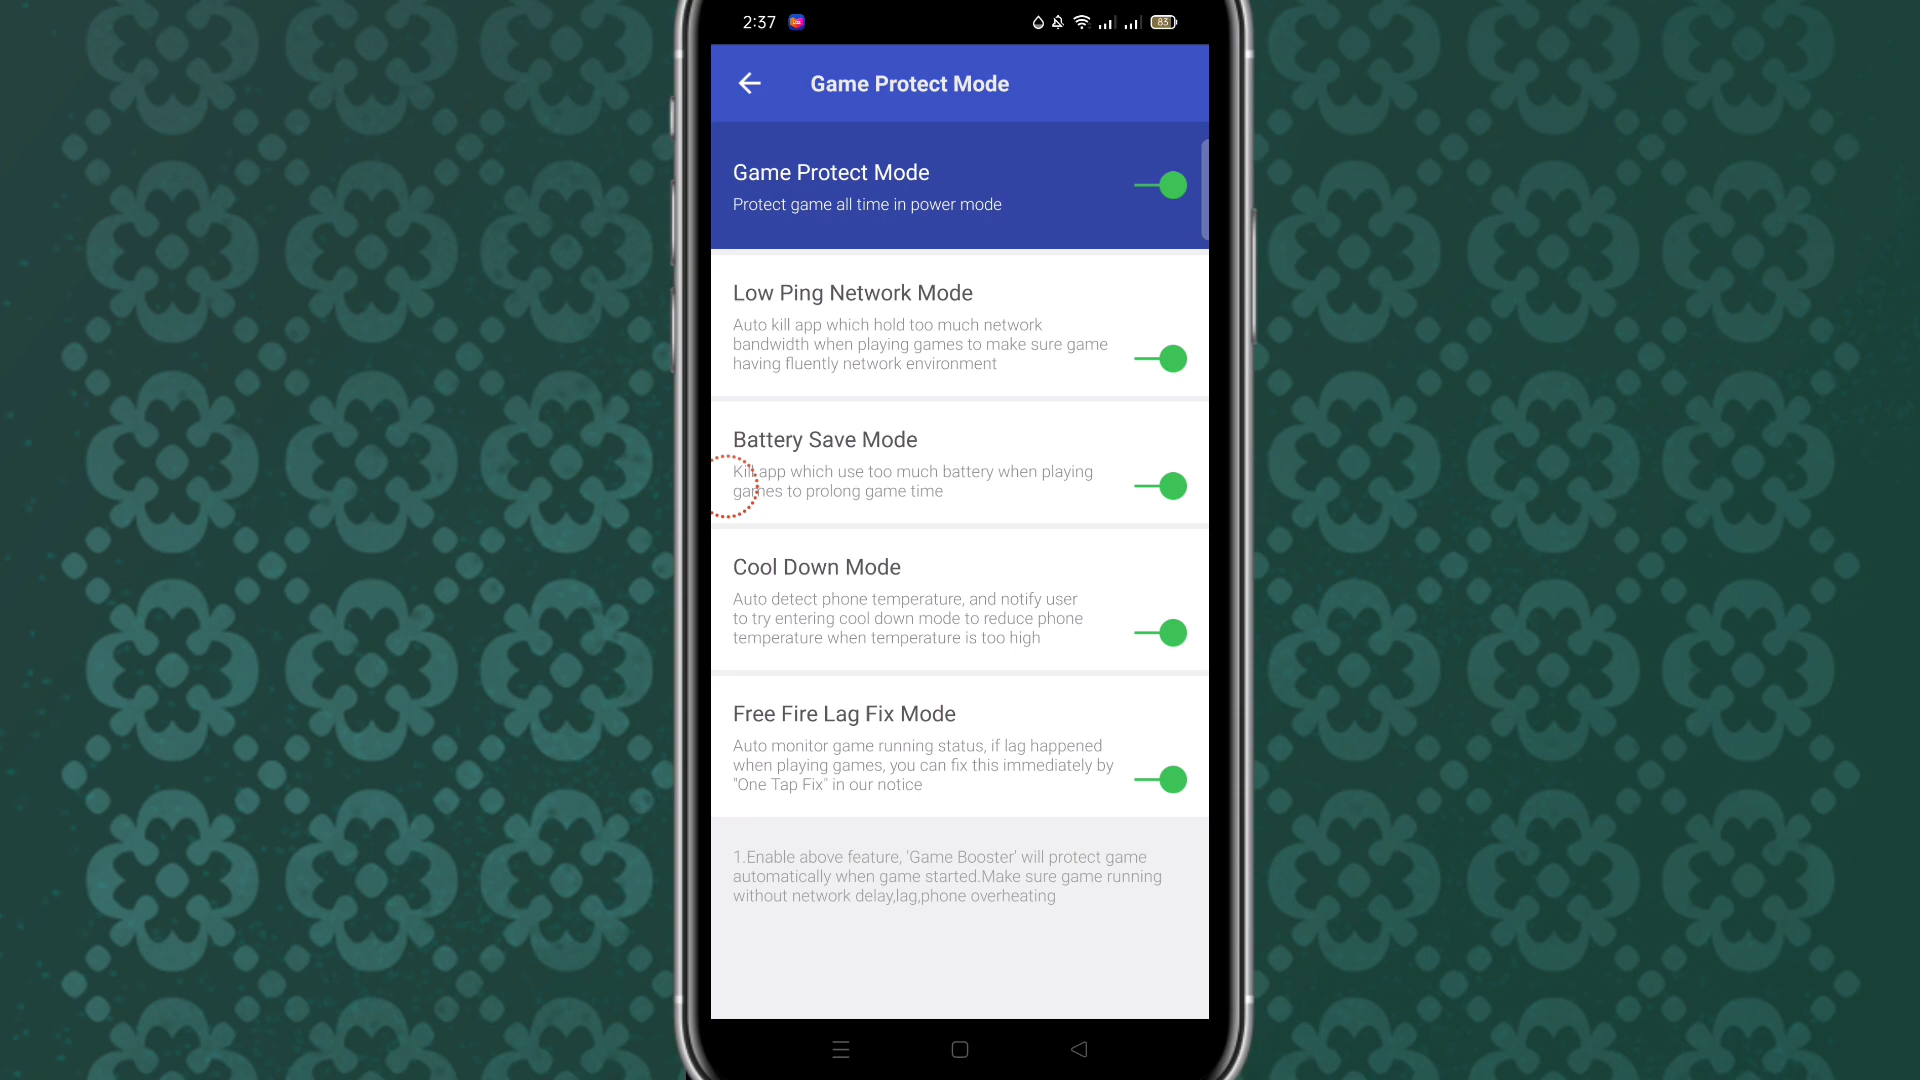 2:37
83
Game Protect Mode
Game Protect Mode
Protect game all time in power mode
Low Ping Network Mode
Auto kill app which hold too much network
bandwidth when playing games to make sure game
having fluently network environment
Battery Save Mode
Kill app which use too much battery when playing
games to prolong game time
Cool Down Mode
Auto detect phone temperature, and notify user
to try entering cool down mode to reduce phone
temperature when temperature is too high
Free Fire Lag Fix Mode
Auto monitor game running status, if lag happened
when playing games, you can fix this immediately by
"One Tap Fix" in our notice
1.Enable above feature, 'Game Booster' will protect game
automatically when game started.Make sure game running
without network delay,lag,phone overheating